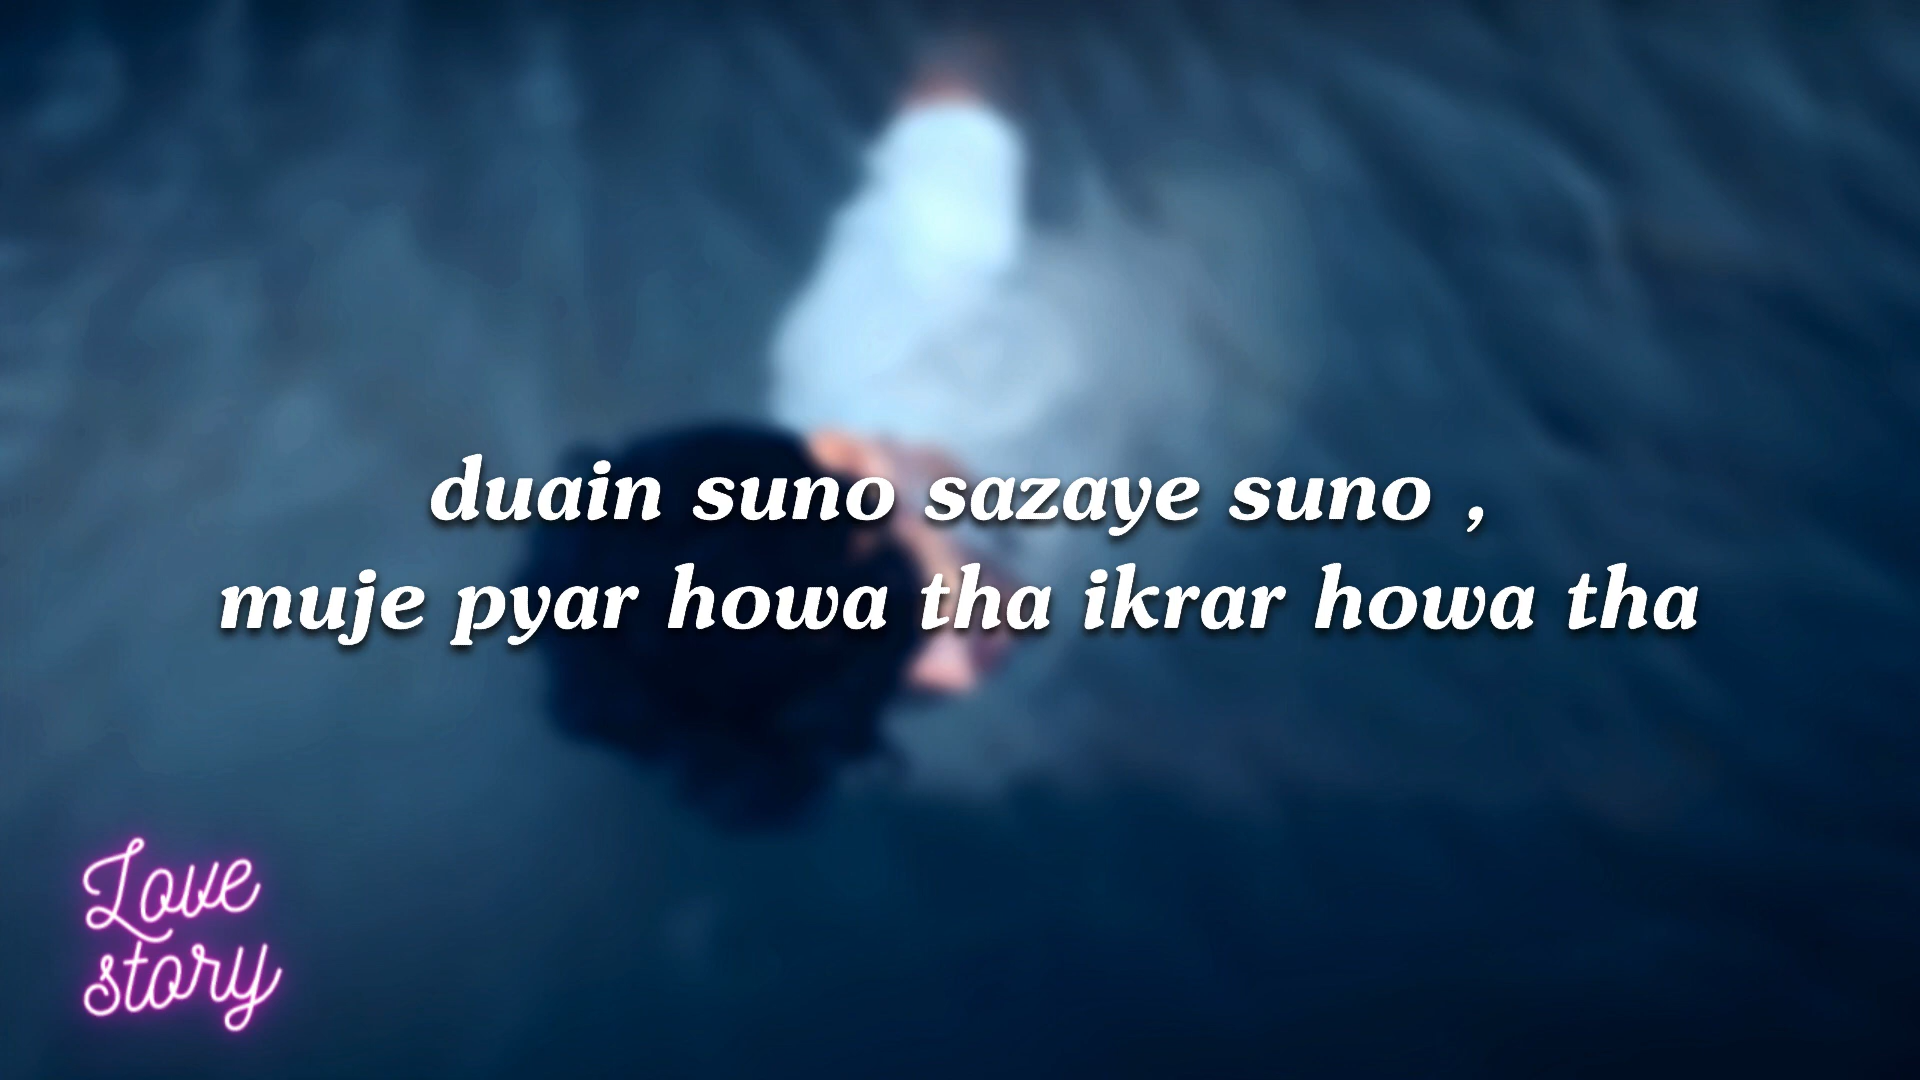 duain suno sazaye suno ,
muje pyar howa tha ikrar howa tha
Love
story